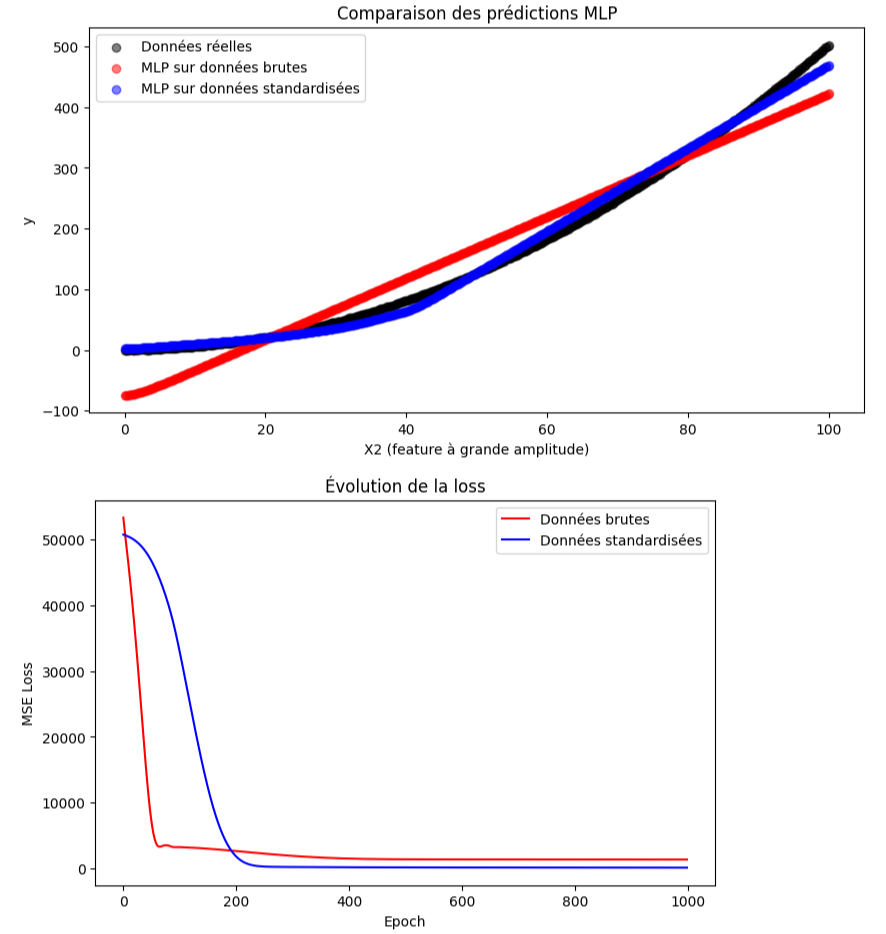 Comparaison des prédictions MLP
Données réelles
MLP sur données brutes
MLP sur données standardisées
500
400
300
200
100
0
−100
y
0 20 40 60 80 100
X2 (feature à grande amplitude)
Évolution de la loss
Données brutes
Données standardisées
50000
40000
30000
20000
10000
0
MSE Loss
0 200 400 600 800 1000
Epoch